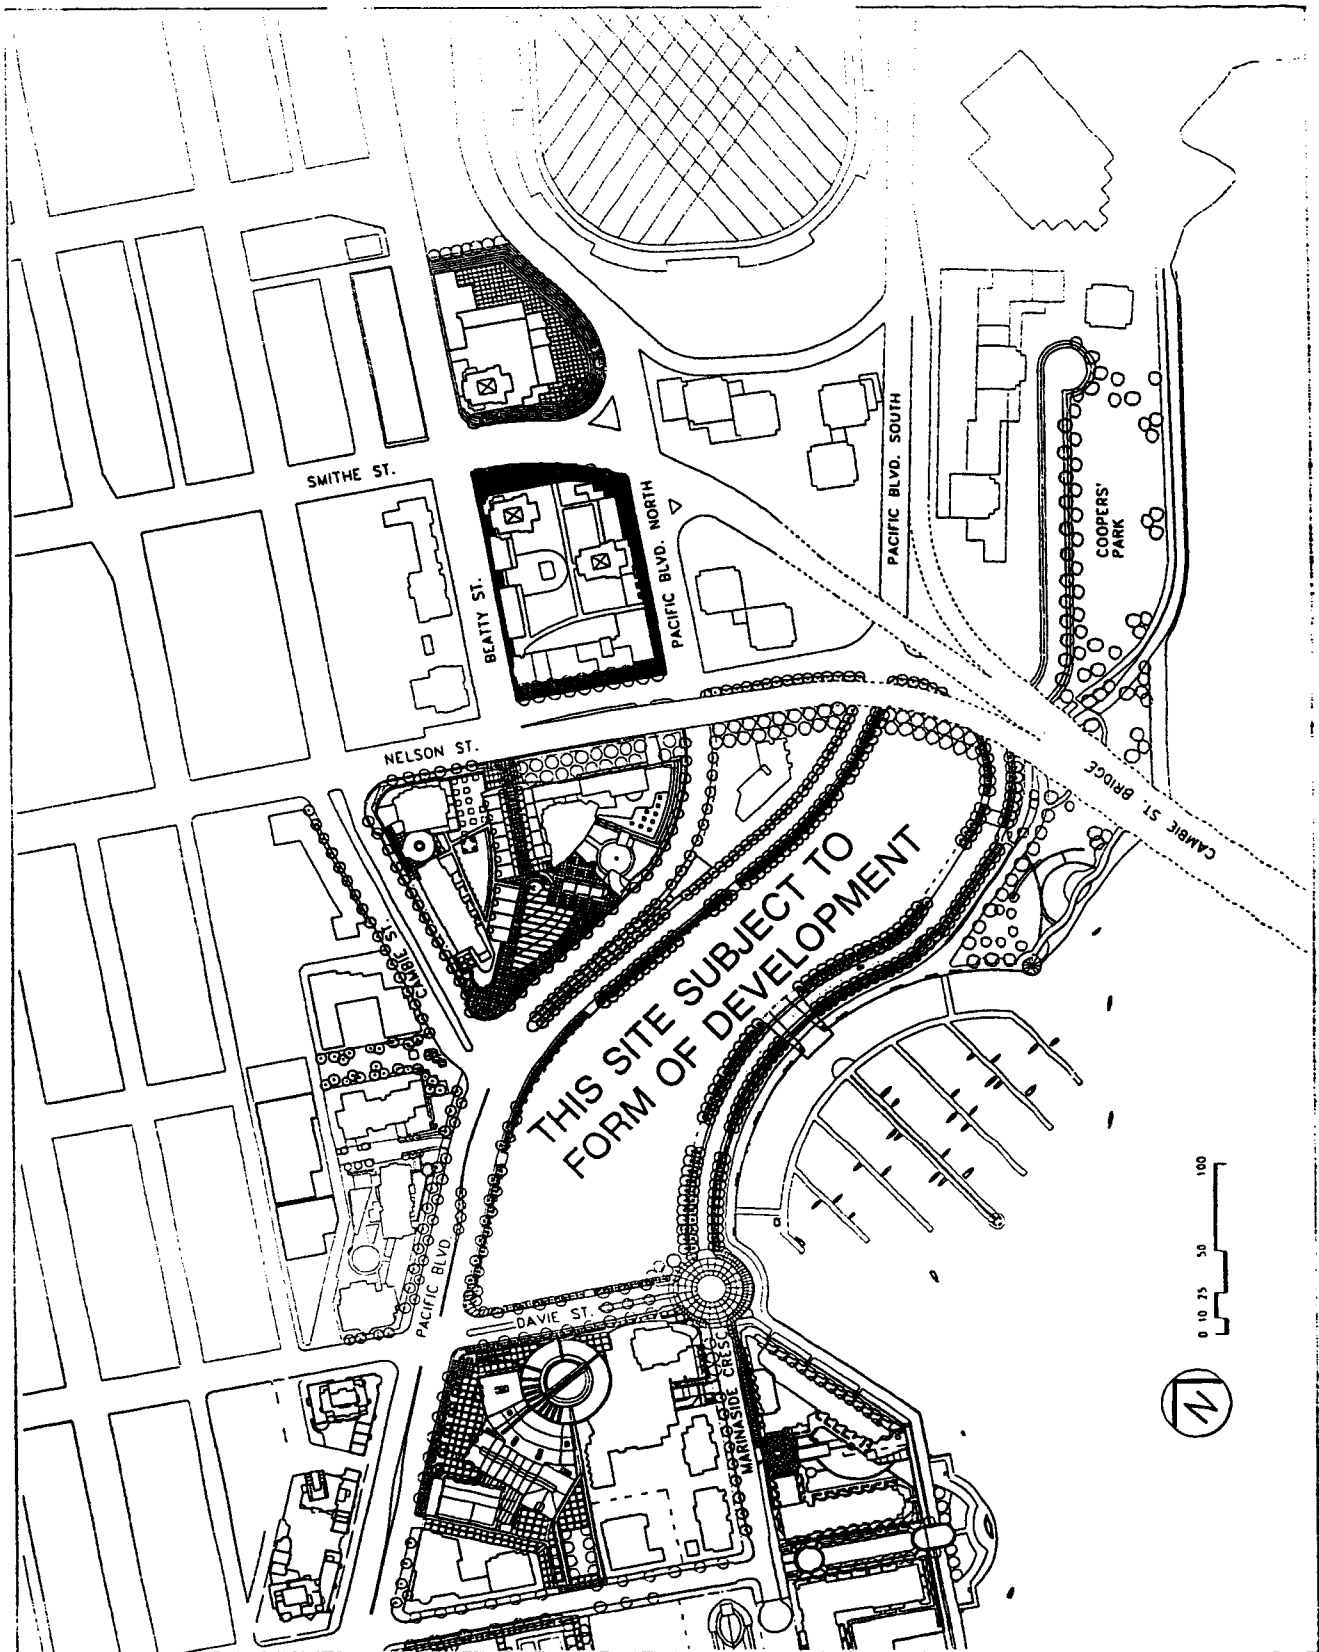 SMITHE ST.
BEATTY ST.
PACIFIC BLVD. NORTH
PACIFIC BLVD. SOUTH
COOPERS'
PARK
NELSON ST.
CAMBIE ST. BRIDGE
CAMBIE ST.
THIS SITE SUBJECT TO
FORM OF DEVELOPMENT
PACIFIC BLVD.
DAVIE ST.
MARINASIDE CRESC.
0 10 25 50 100
N